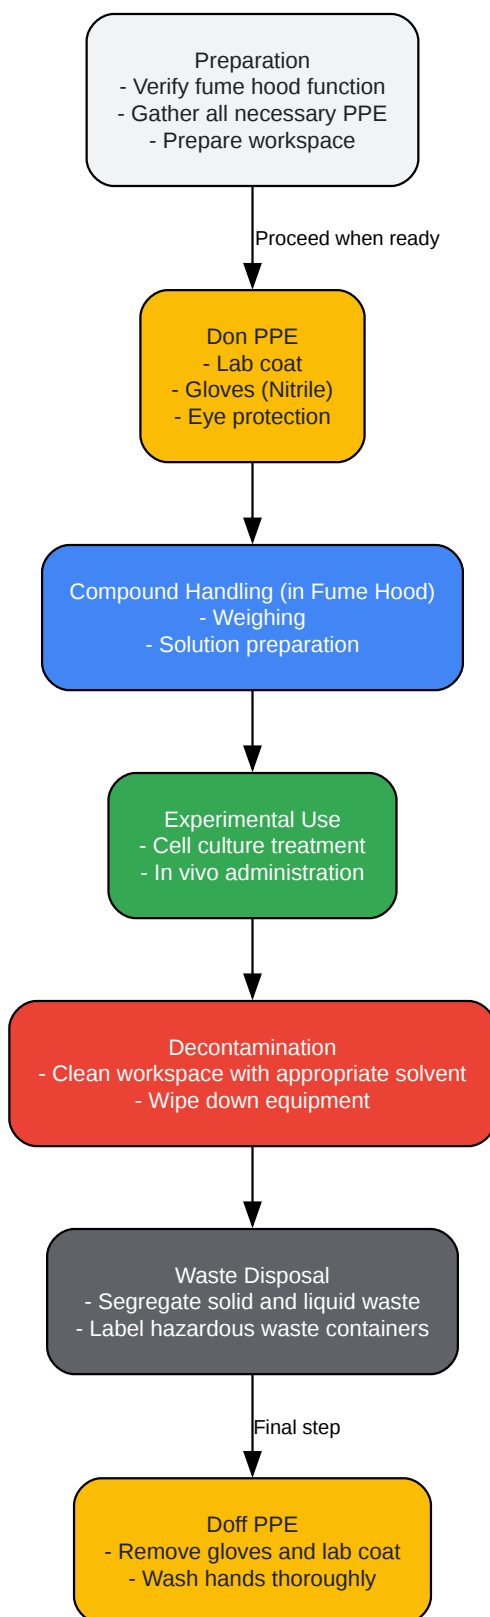 Preparation
- Verify fume hood function
- Gather all necessary PPE
- Prepare workspace
Proceed when ready
Don PPE
- Lab coat
- Gloves (Nitrile)
- Eye protection
Compound Handling (in Fume Hood)
- Weighing
- Solution preparation
Experimental Use
- Cell culture treatment
- In vivo administration
Decontamination
- Clean workspace with appropriate solvent
- Wipe down equipment
Waste Disposal
- Segregate solid and liquid waste
- Label hazardous waste containers
Final step
Doff PPE
- Remove gloves and lab coat
- Wash hands thoroughly